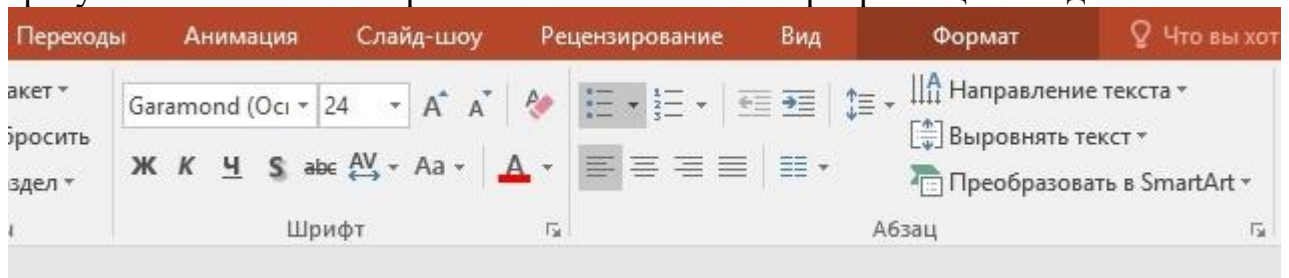 Переходы Анимация Слайд-шоу Рецензирование Вид Формат Что вы хот
акет Направление текста
Garamond (Осн 24 А А
бросить Выровнять текст
Ж К Ч S abc AV Aa А
здел Преобразовать в SmartArt
Шрифт Абзац